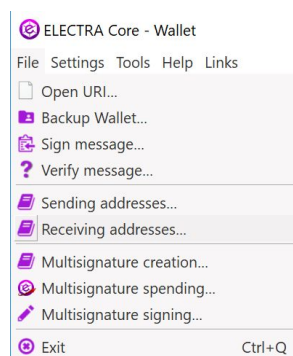 ELECTRA Core - Wallet
File Settings Tools Help Links
Open URI...
Backup Wallet...
Sign message...
Verify message...
Sending addresses...
Receiving addresses...
Multisignature creation...
Multisignature spending...
Multisignature signing...
Exit Ctrl+Q